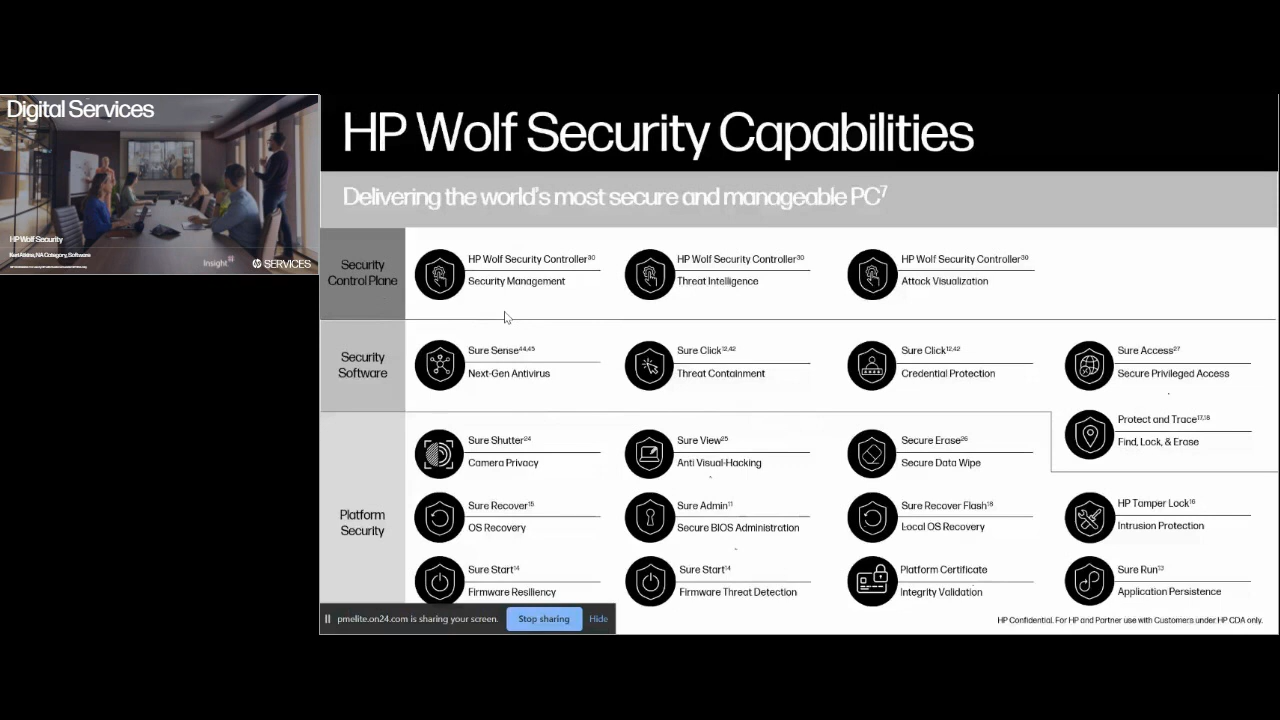 Digital Services
HP Wolf Security
Keri Atkins, NA Category, Software
Insight
hp SERVICES
HP Wolf Security Capabilities
Delivering the world's most secure and manageable PC7
Security
Control Plane
HP Wolf Security Controller30
Security Management
HP Wolf Security Controller30
Threat Intelligence
HP Wolf Security Controller30
Attack Visualization
Security
Software
Sure Sense44,45
Next-Gen Antivirus
Sure Click12,42
Threat Containment
Sure Click12,42
Credential Protection
Sure Access27
Secure Privileged Access
Protect and Trace17,18
Find, Lock, & Erase
Platform
Security
Sure Shutter24
Camera Privacy
Sure View25
Anti Visual-Hacking
Secure Erase26
Secure Data Wipe
Sure Recover15
OS Recovery
Sure Admin11
Secure BIOS Administration
Sure Recover Flash18
Local OS Recovery
HP Tamper Lock16
Intrusion Protection
Sure Start14
Firmware Resiliency
Sure Start14
Firmware Threat Detection
Platform Certificate
Integrity Validation
Sure Run13
Application Persistence
pmelite.on24.com is sharing your screen.
Stop sharing
Hide
HP Confidential. For HP and Partner use with Customers under HP CDA only.